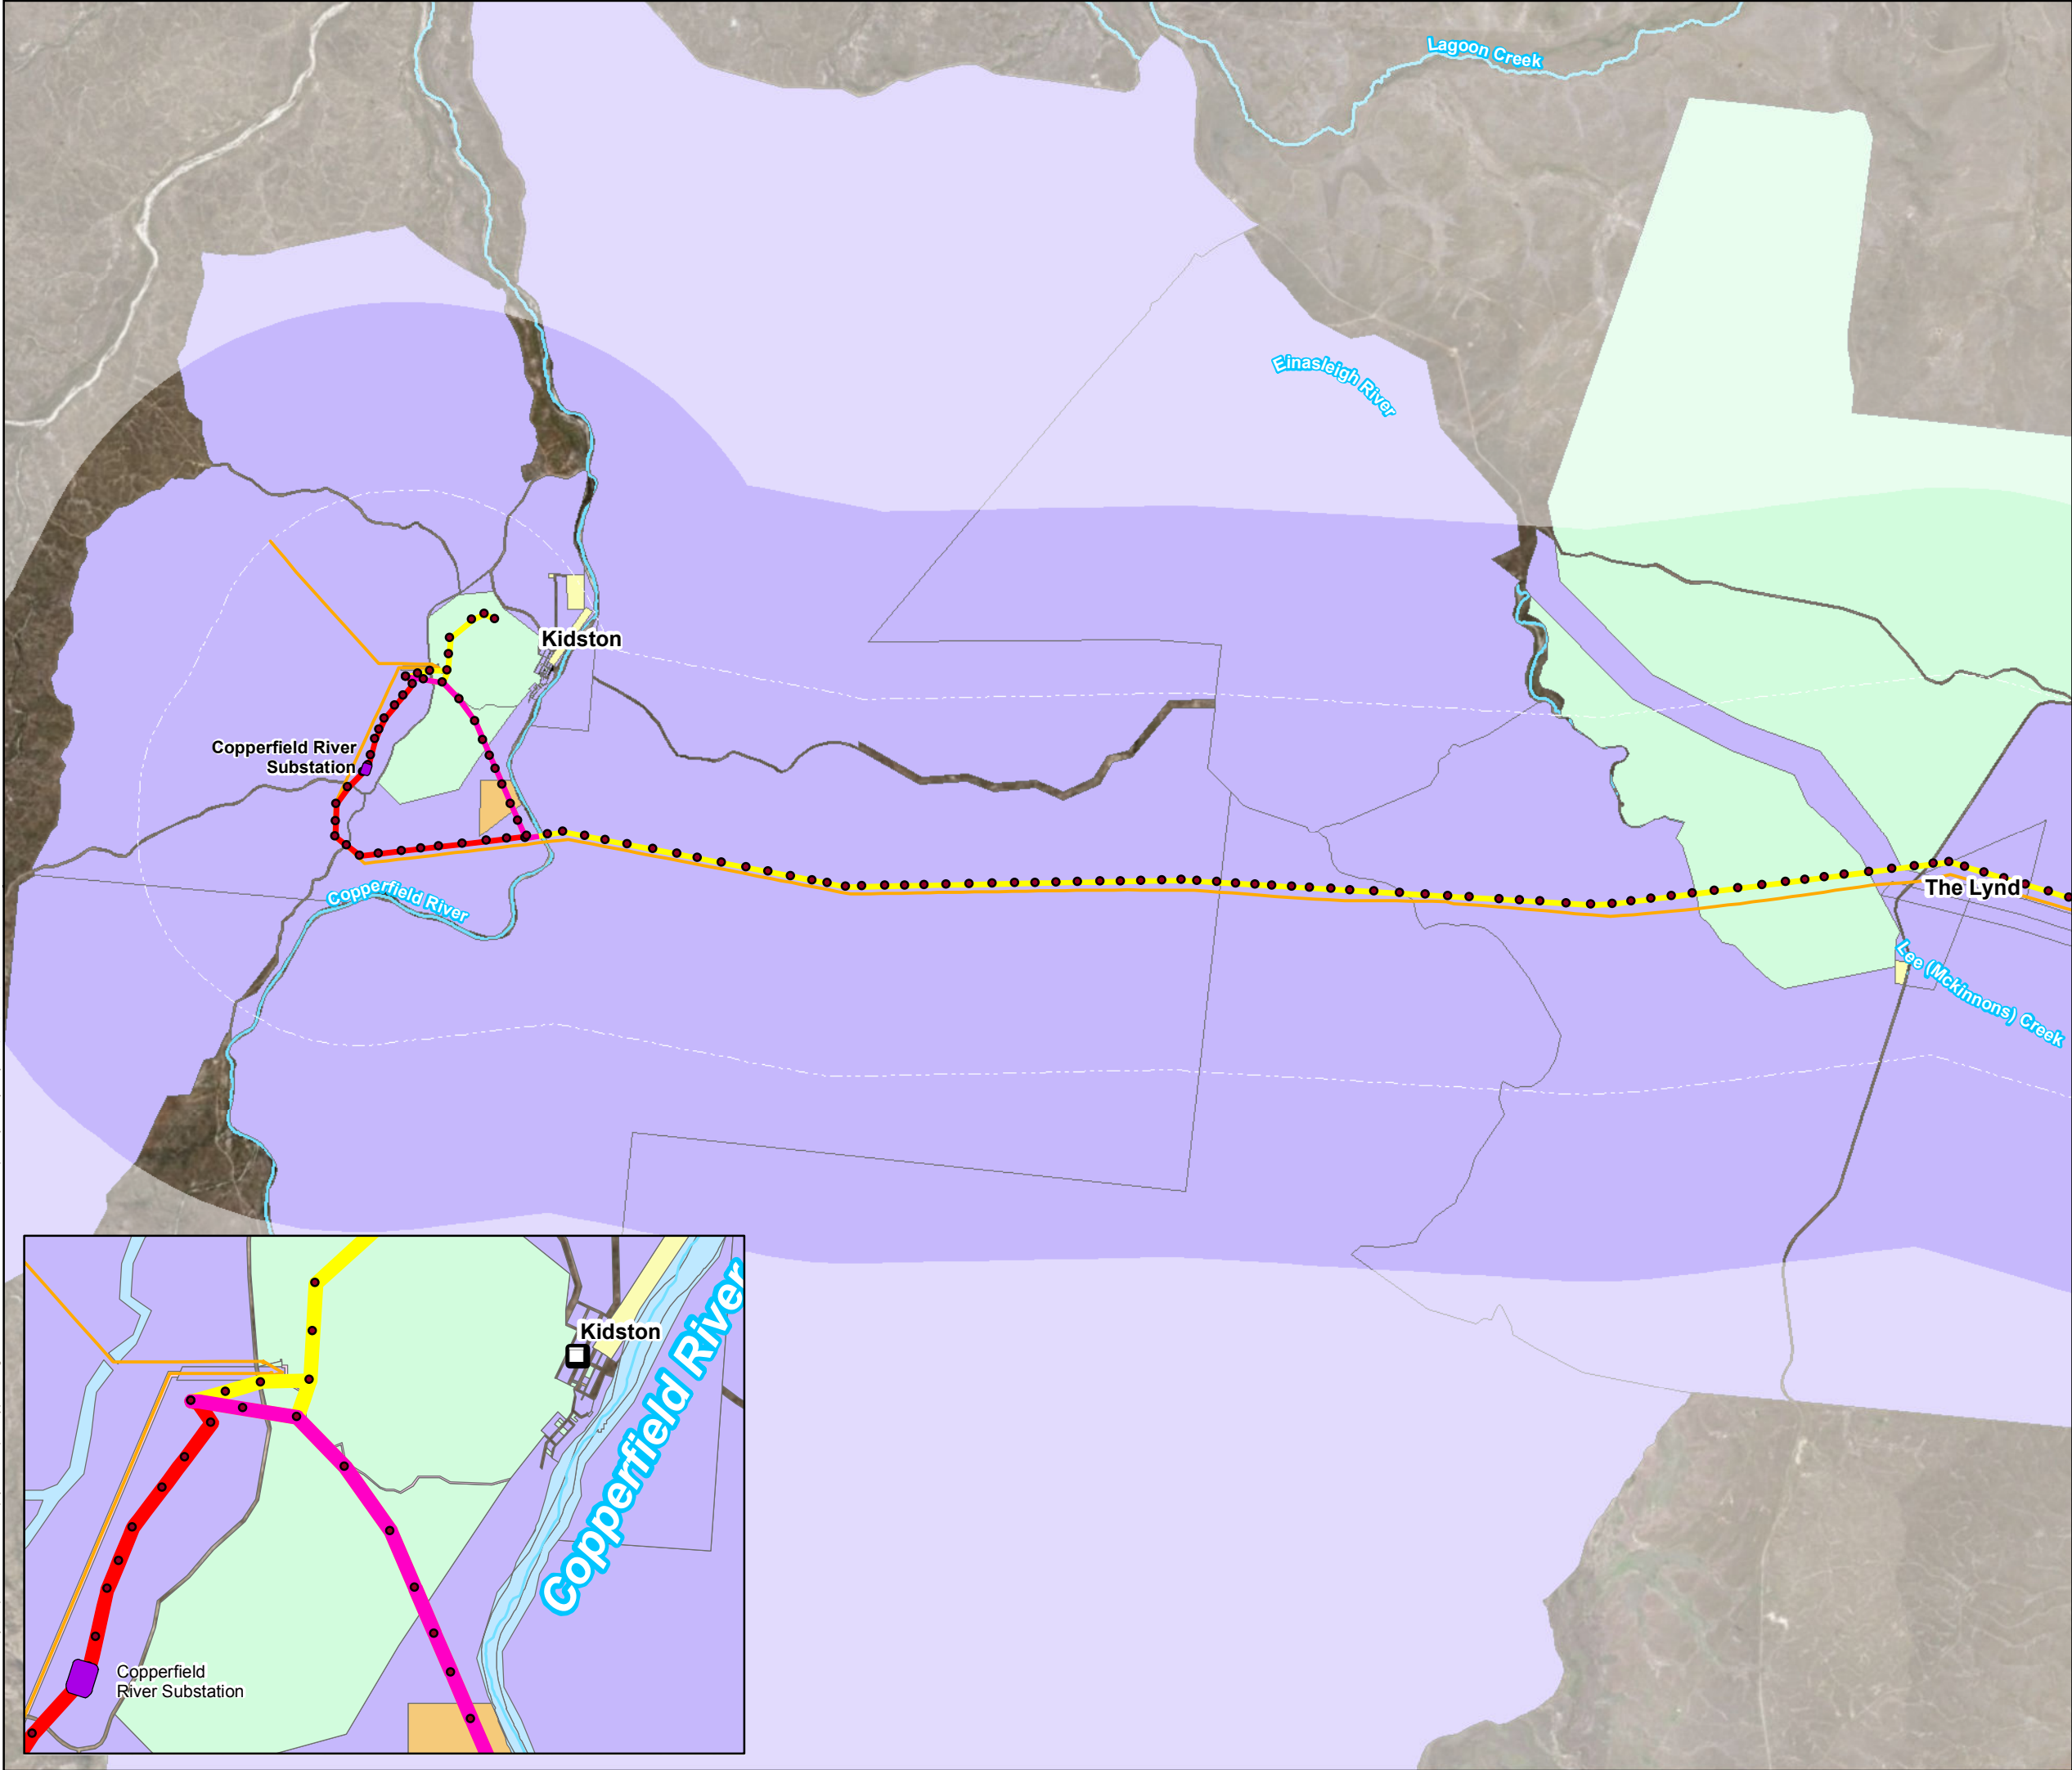 Lagoon Creek
Einasleigh River
Kidston
Copperfield River
Substation
Copperfield River
The Lynd
Lee (Mckinnons) Creek
Kidston
Copperfield River
Copperfield
River Substation